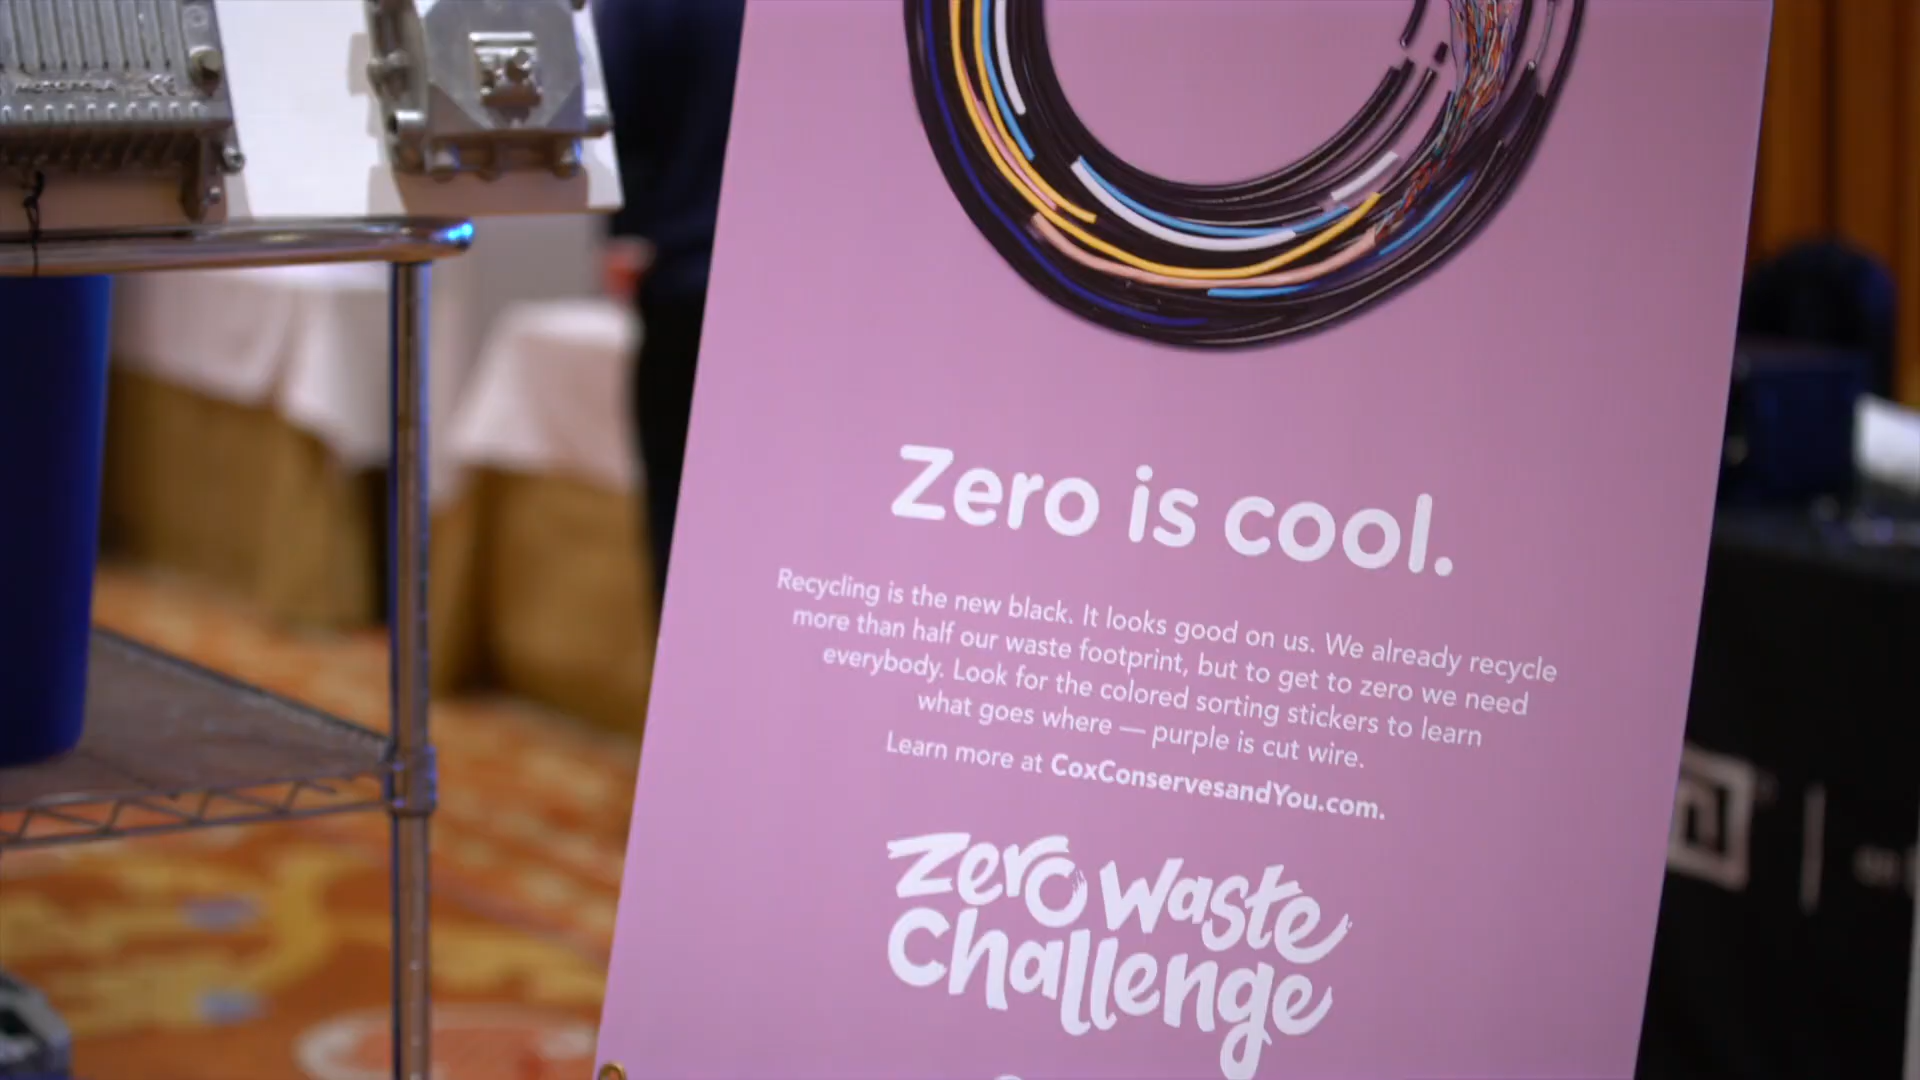 MOTOROLA CE
Zero is cool.
Recycling is the new black. It looks good on us. We already recycle
more than half our waste footprint, but to get to zero we need
everybody. Look for the colored sorting stickers to learn
what goes where — purple is cut wire.
Learn more at CoxConservesandYou.com.
zero waste
challenge